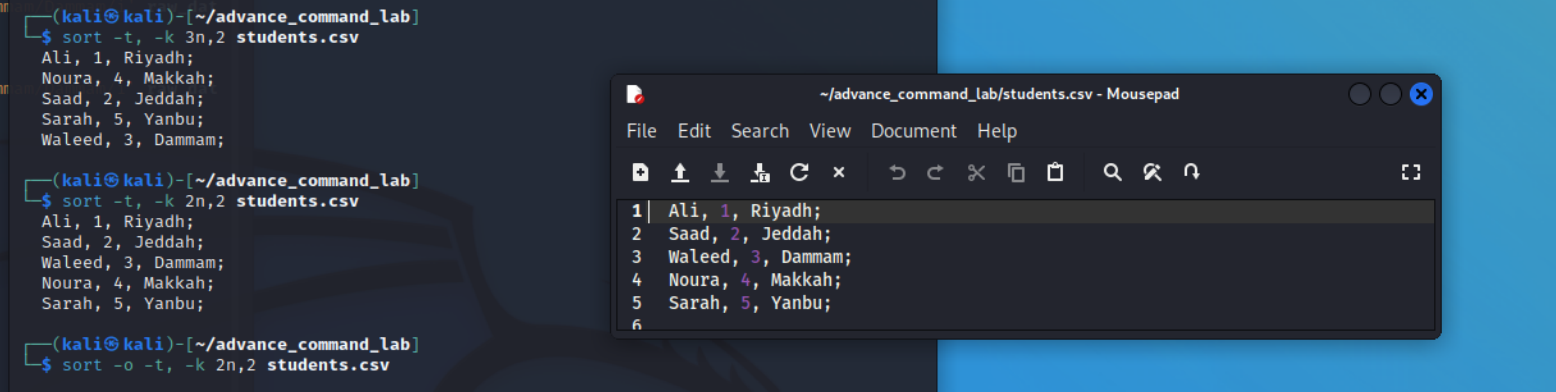 ┌──(kali㉿kali)-[~/advance_command_lab]
└─$ sort -t, -k 3n,2 students.csv
Ali, 1, Riyadh;
Noura, 4, Makkah;
Saad, 2, Jeddah;
Sarah, 5, Yanbu;
Waleed, 3, Dammam;
┌──(kali㉿kali)-[~/advance_command_lab]
└─$ sort -t, -k 2n,2 students.csv
Ali, 1, Riyadh;
Saad, 2, Jeddah;
Waleed, 3, Dammam;
Noura, 4, Makkah;
Sarah, 5, Yanbu;
┌──(kali㉿kali)-[~/advance_command_lab]
└─$ sort -o -t, -k 2n,2 students.csv
~/advance_command_lab/students.csv - Mousepad
File Edit Search View Document Help
1 Ali, 1, Riyadh;
2 Saad, 2, Jeddah;
3 Waleed, 3, Dammam;
4 Noura, 4, Makkah;
5 Sarah, 5, Yanbu;
6